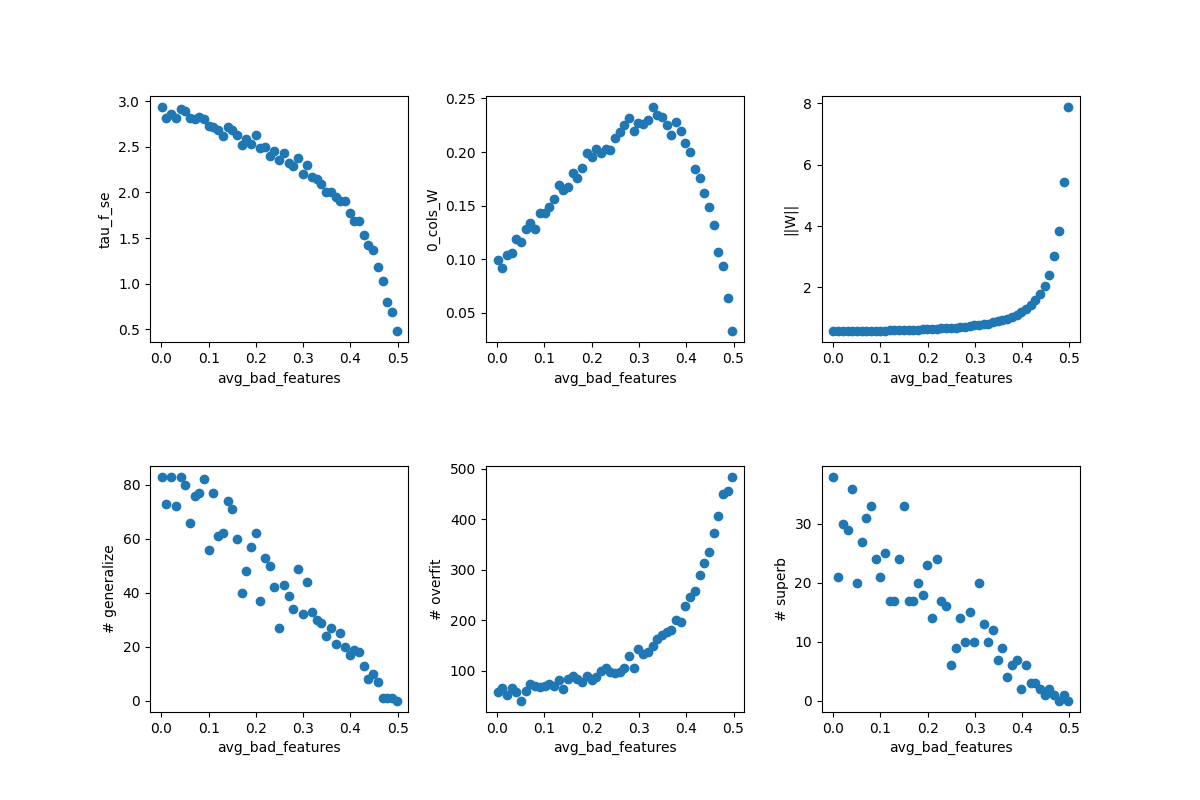 3.0
2.5
2.0
1.5
1.0
0.5
tau_f_se
0.0 0.1 0.2 0.3 0.4 0.5
avg_bad_features
0.25
0.20
0.15
0.10
0.05
0_cols_W
0.0 0.1 0.2 0.3 0.4 0.5
avg_bad_features
8
6
4
2
||W||
0.0 0.1 0.2 0.3 0.4 0.5
avg_bad_features
80
60
40
20
0
# generalize
0.0 0.1 0.2 0.3 0.4 0.5
avg_bad_features
500
400
300
200
100
# overfit
0.0 0.1 0.2 0.3 0.4 0.5
avg_bad_features
30
20
10
0
# superb
0.0 0.1 0.2 0.3 0.4 0.5
avg_bad_features